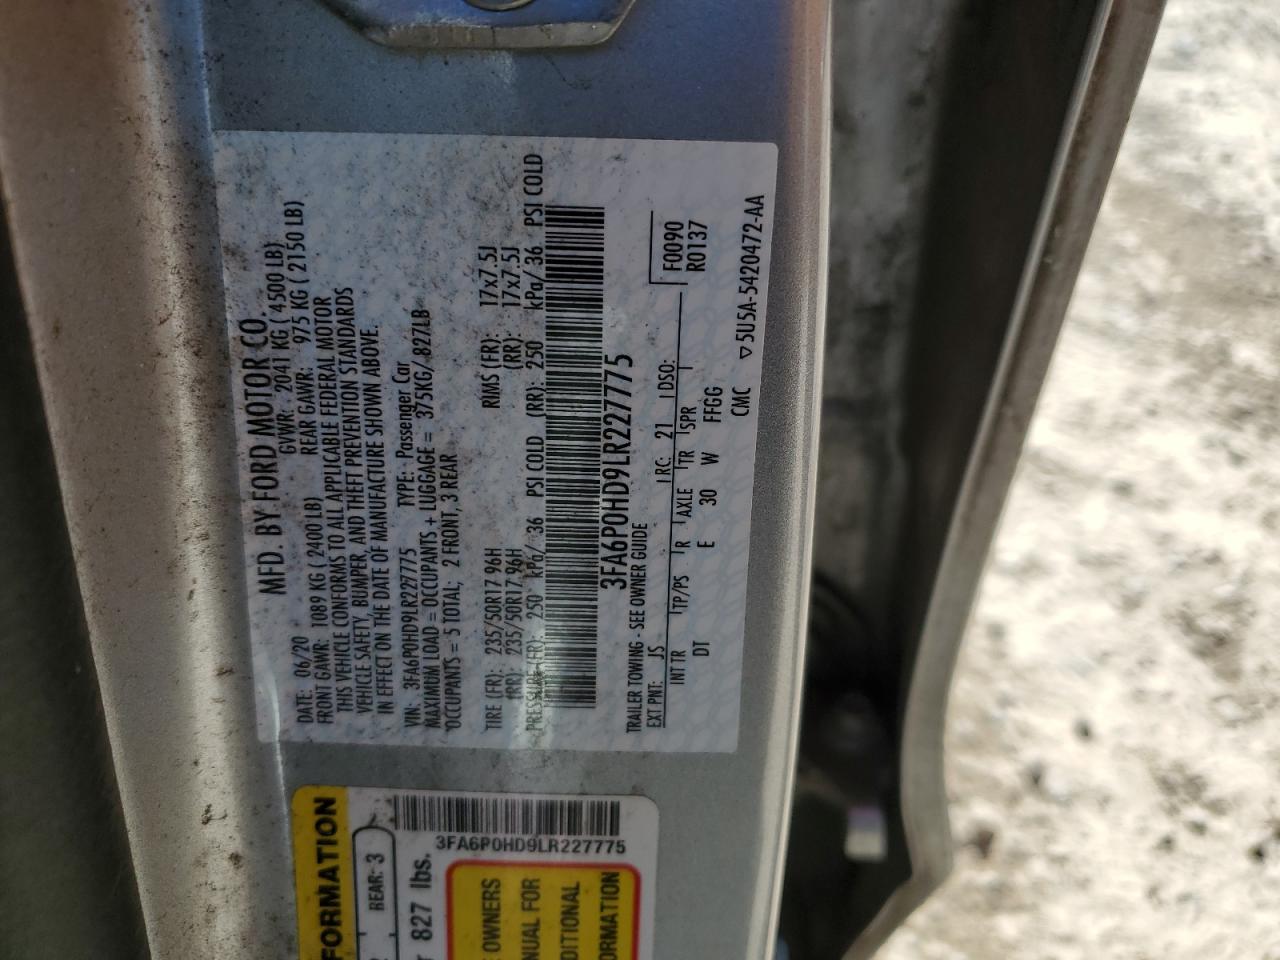 MFD. BY FORD MOTOR CO.
DATE: 06/20 GVWR: 2041 KG ( 4500 LB)
FRONT GAWR: 1089 KG ( 2400 LB) REAR GAWR: 975 KG ( 2150 LB)
THIS VEHICLE CONFORMS TO ALL APPLICABLE FEDERAL MOTOR
VEHICLE SAFETY, BUMPER, AND THEFT PREVENTION STANDARDS
IN EFFECT ON THE DATE OF MANUFACTURE SHOWN ABOVE.
VIN: 3FA6P0HD9LR227775 TYPE: Passenger Car
MAXIMUM LOAD = OCCUPANTS + LUGGAGE = 375KG/ 827LB
OCCUPANTS = 5 TOTAL; 2 FRONT, 3 REAR
TIRE (FR): 235/50R17 96H RIMS (FR): 17x7.5J
(RR): 235/50R17 96H (RR): 17x7.5J
PRESSURE (FR): 250 kPa/ 36 PSI COLD (RR): 250 kPa/ 36 PSI COLD
3FA6P0HD9LR227775
TRAILER TOWING - SEE OWNER GUIDE F0090
EXT PNT: JS RC: 21 DSO: R0137
INT TR TP/PS R AXLE TR SPR
DT E 30 W FFGG
CMC ▽5U5A-5420472-AA
FORMATION
REAR: 3
3FA6P0HD9LR227775
827 lbs.
OWNERS
NUAL FOR
DITIONAL
ORMATION